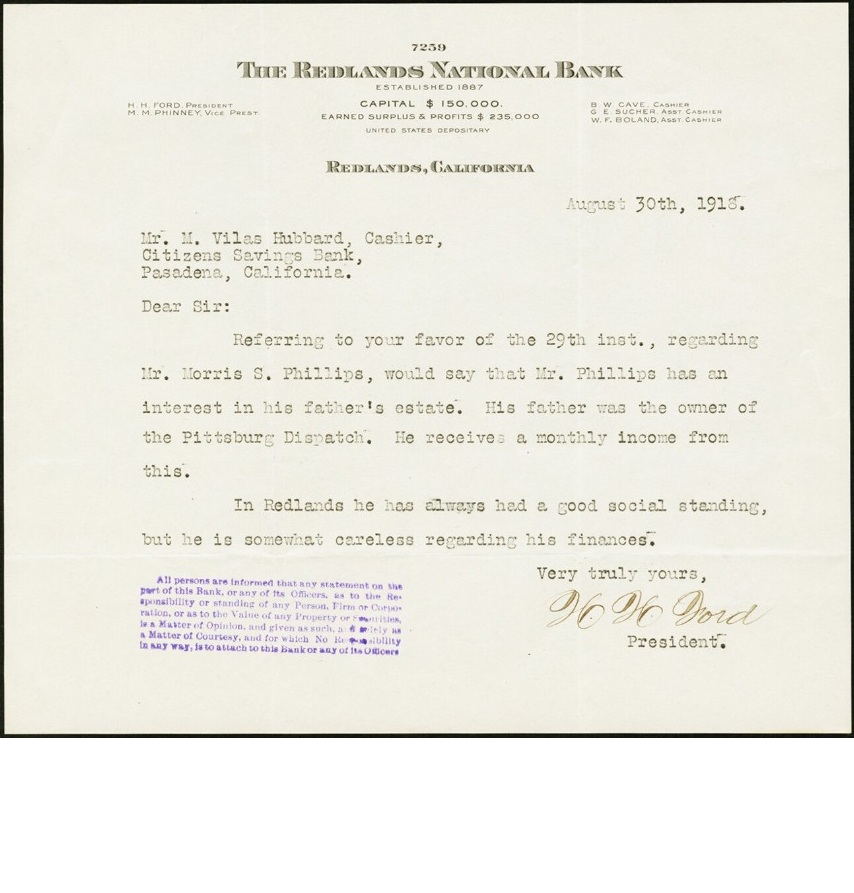 7259
THE REDLANDS NATIONAL BANK
ESTABLISHED 1887
H. H. FORD, PRESIDENT
M. M. PHINNEY, VICE PREST.
CAPITAL $ 150,000.
EARNED SURPLUS & PROFITS $ 235,000
UNITED STATES DEPOSITARY
B. W. CAVE, CASHIER
G. E. SUCHER, ASST. CASHIER
W. F. BOLAND, ASST. CASHIER
REDLANDS, CALIFORNIA
August 30th, 1918.
Mr. M. Vilas Hubbard, Cashier,
Citizens Savings Bank,
Pasadena, California.
Dear Sir:
Referring to your favor of the 29th inst., regarding
Mr. Morris S. Phillips, would say that Mr. Phillips has an
interest in his father's estate. His father was the owner of
the Pittsburg Dispatch. He receives a monthly income from
this.
In Redlands he has always had a good social standing,
but he is somewhat careless regarding his finances.
Very truly yours,
H H Ford
President.
All persons are informed that any statement on the
part of this Bank, or any of its Officers, as to the Re-
sponsibility or standing of any Person, Firm or Corpo-
ration, or as to the Value of any Property or Securities,
is a Matter of Opinion, and given as such, and solely as
a Matter of Courtesy, and for which No Responsibility
in any way, is to attach to this Bank or any of its Officers